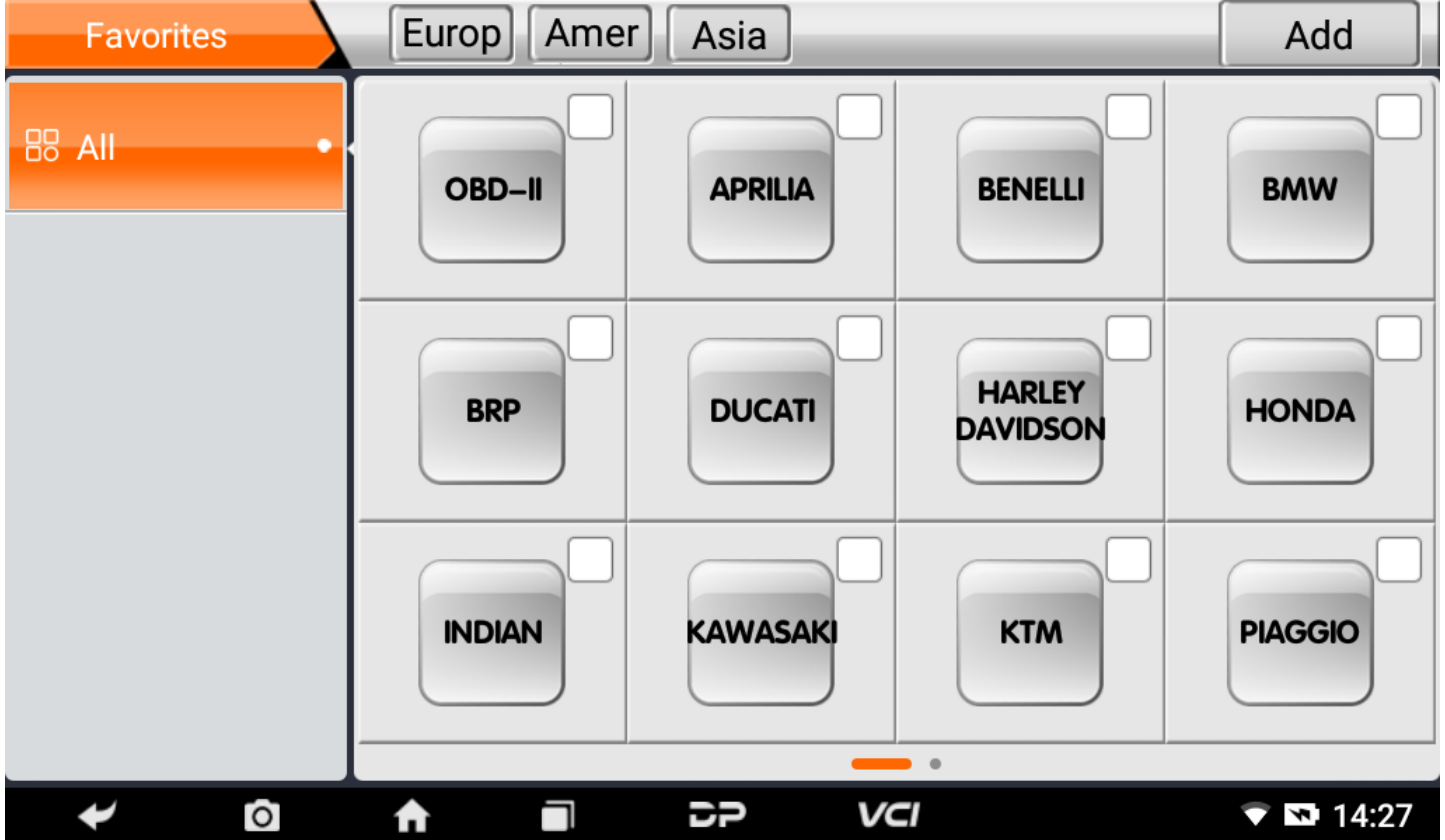 Favorites
Europ
Amer
Asia
Add
All
OBD-II
APRILIA
BENELLI
BMW
BRP
DUCATI
HARLEY
DAVIDSON
HONDA
INDIAN
KAWASAKI
KTM
PIAGGIO
DP
VCI
14:27